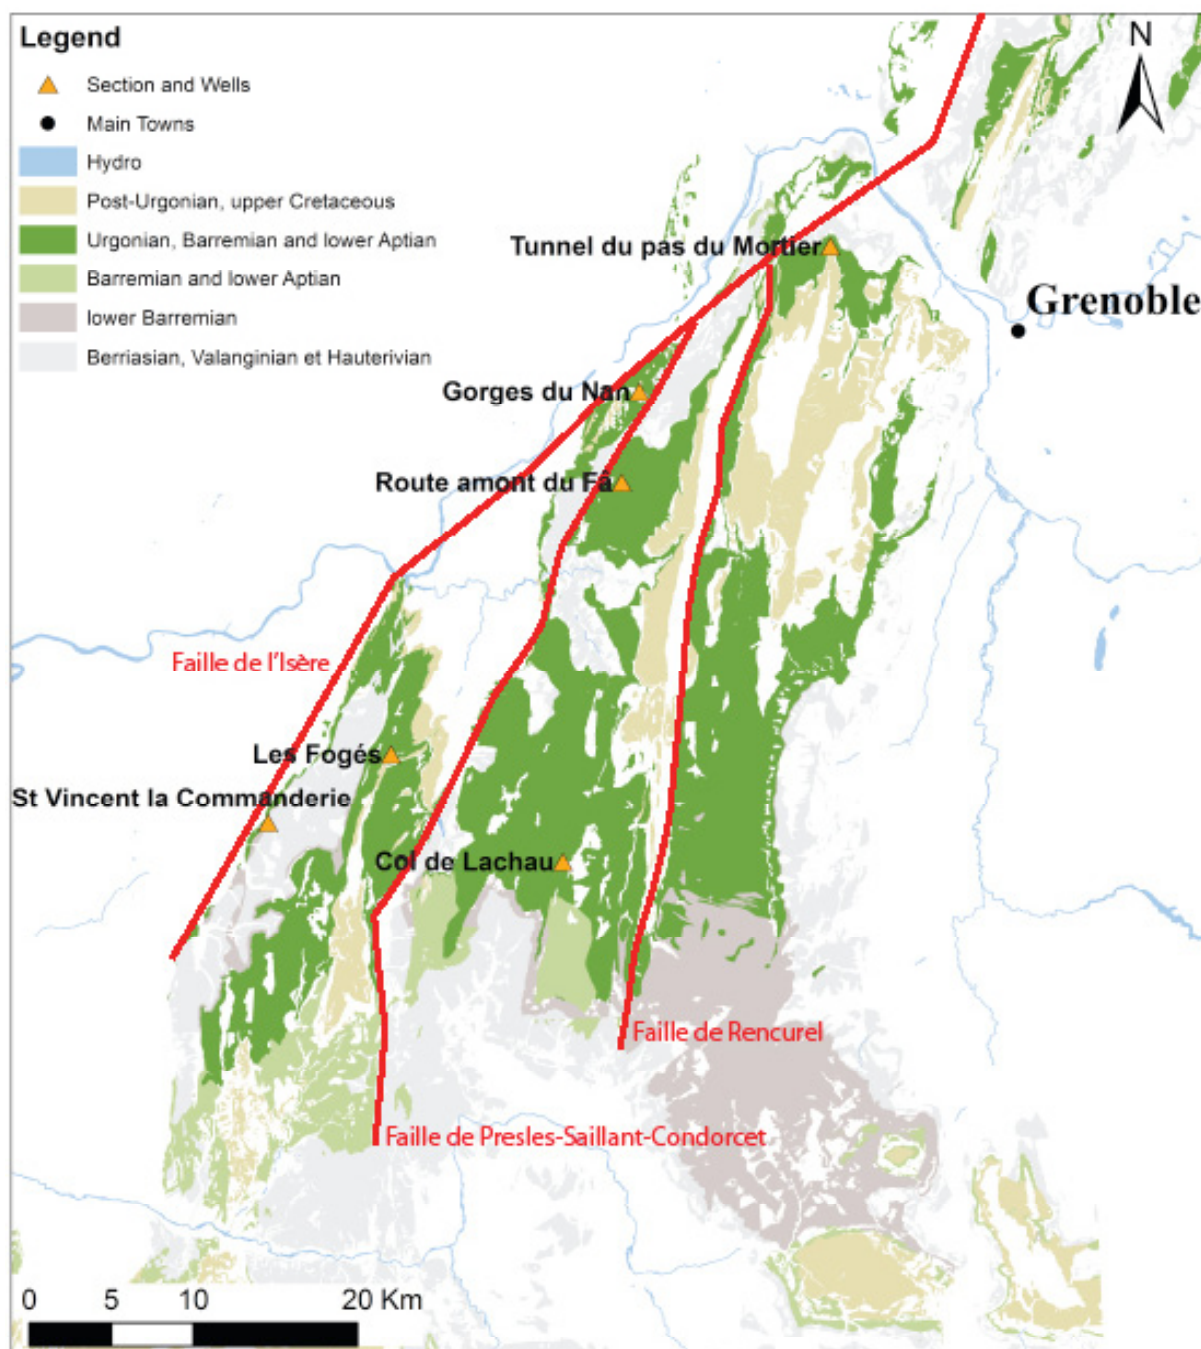 Legend
Section and Wells
Main Towns
Hydro
Post-Urgonian, upper Cretaceous
Urgonian, Barremian and lower Aptian
Barremian and lower Aptian
lower Barremian
Berriasian, Valanginian et Hauterivian
N
Tunnel du pas du Mortier
Grenoble
Gorges du Nan
Route amont du Fâ
Faille de l'Isère
Les Fogés
St Vincent la Commanderie
Col de Lachau
Faille de Rencurel
Faille de Presles-Saillant-Condorcet
0 5 10 20 Km